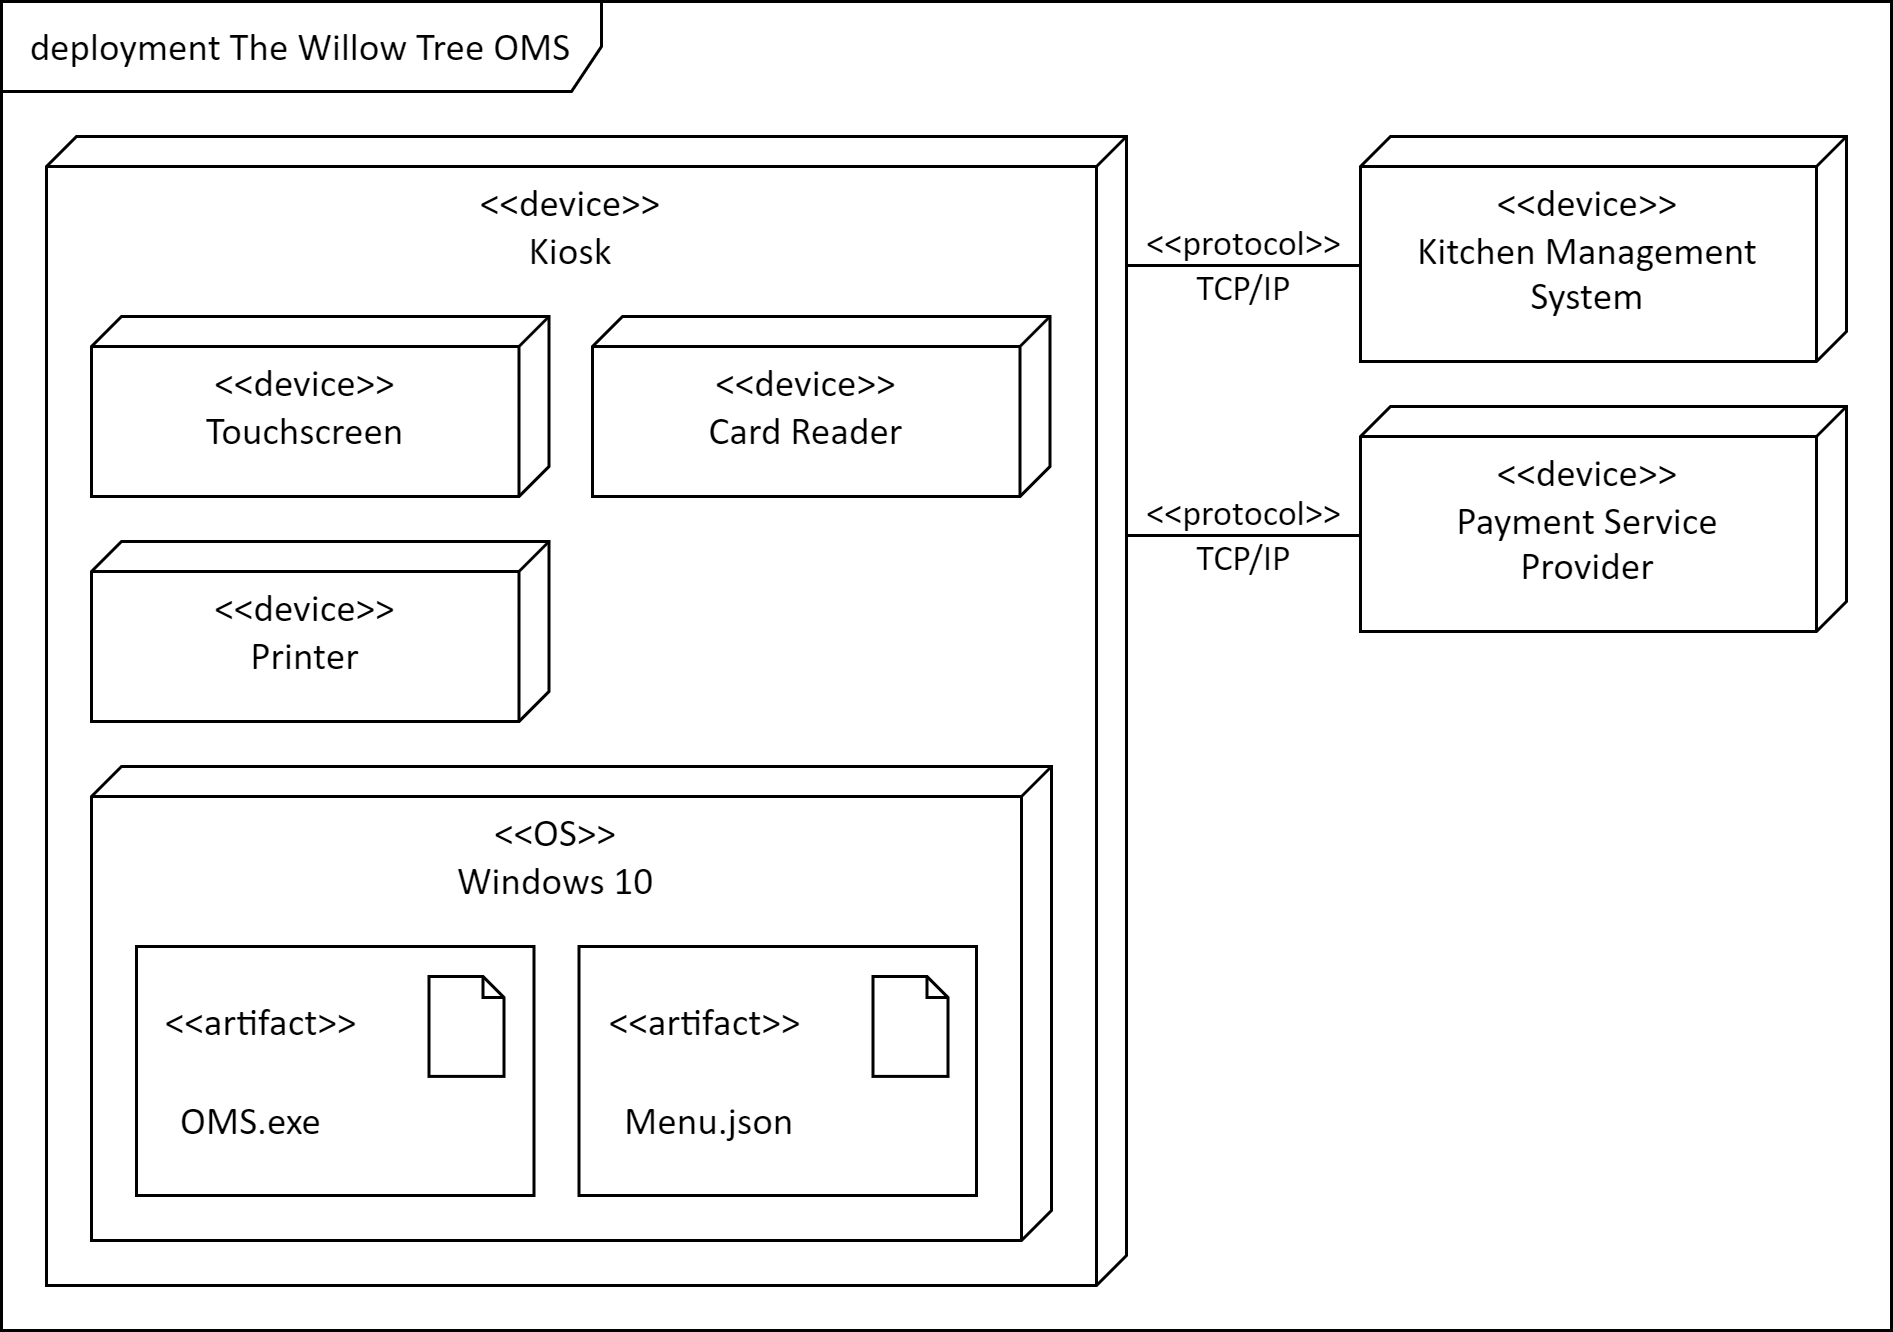 deployment The Willow Tree OMS
<<device>>
Kiosk
<<device>>
Touchscreen
<<device>>
Card Reader
<<device>>
Printer
<<OS>>
Windows 10
<<artifact>>
OMS.exe
<<artifact>>
Menu.json
<<protocol>>
TCP/IP
<<device>>
Kitchen Management
System
<<protocol>>
TCP/IP
<<device>>
Payment Service
Provider